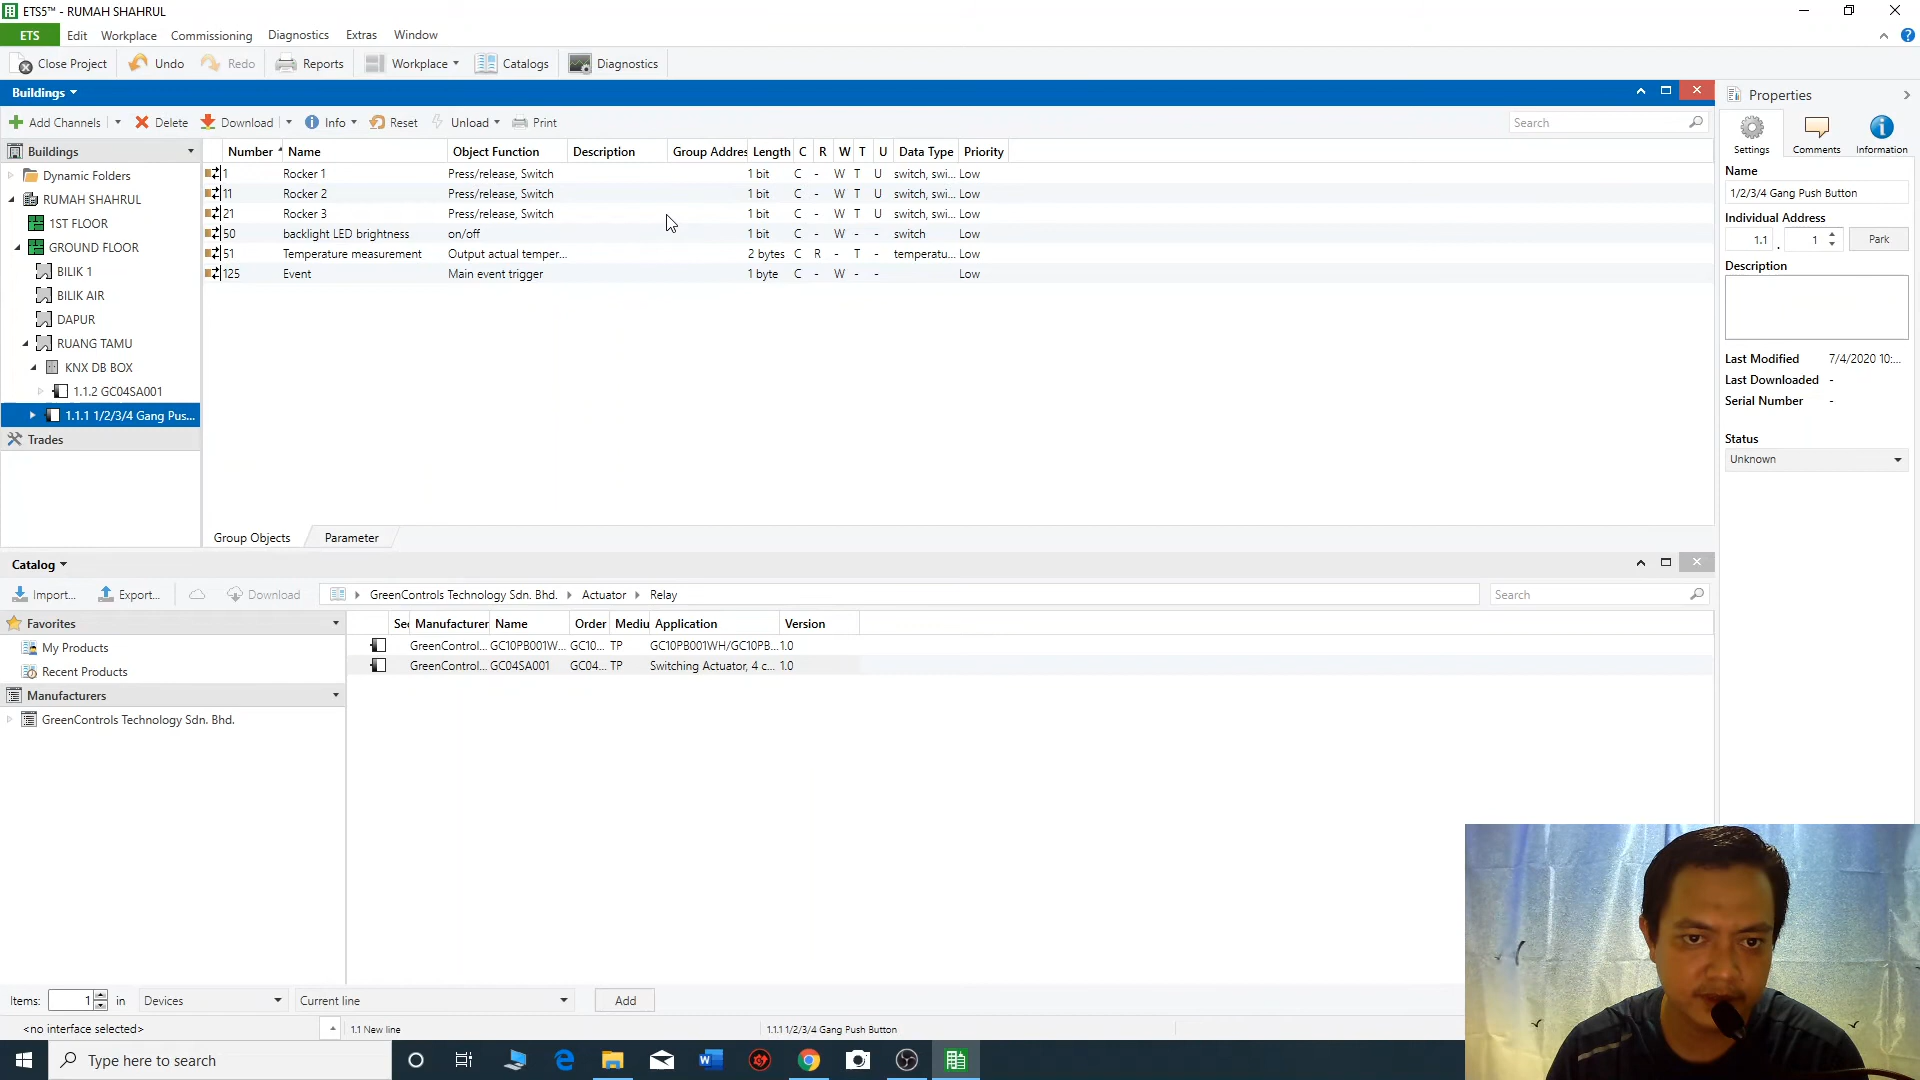 ETS5™ - RUMAH SHAHRUL
ETS Edit Workplace Commissioning Diagnostics Extras Window
Close Project Undo Redo Reports Workplace Catalogs Diagnostics
Buildings
Add Channels Delete Download Info Reset Unload Print Search
Buildings
Dynamic Folders
RUMAH SHAHRUL
1ST FLOOR
GROUND FLOOR
BILIK 1
BILIK AIR
DAPUR
RUANG TAMU
KNX DB BOX
1.1.2 GC04SA001
1.1.1 1/2/3/4 Gang Pus...
Trades
Number Name Object Function Description Group Addres Length C R W T U Data Type Priority
1 Rocker 1 Press/release, Switch 1 bit C - W T U switch, swi... Low
11 Rocker 2 Press/release, Switch 1 bit C - W T U switch, swi... Low
21 Rocker 3 Press/release, Switch 1 bit C - W T U switch, swi... Low
50 backlight LED brightness on/off 1 bit C - W - - switch Low
51 Temperature measurement Output actual temper... 2 bytes C R - T - temperatu... Low
125 Event Main event trigger 1 byte C - W - - Low
Group Objects Parameter
Properties
Settings Comments Information
Name
1/2/3/4 Gang Push Button
Individual Address
1.1 . 1 Park
Description
Last Modified 7/4/2020 10:...
Last Downloaded -
Serial Number -
Status
Unknown
Catalog
Import... Export... Download GreenControls Technology Sdn. Bhd. Actuator Relay Search
Favorites
My Products
Recent Products
Manufacturers
GreenControls Technology Sdn. Bhd.
Sec Manufacturer Name Order Mediu Application Version
GreenControl... GC10PB001W... GC10... TP GC10PB001WH/GC10PB... 1.0
GreenControl... GC04SA001 GC04... TP Switching Actuator, 4 c... 1.0
Items: 1 in Devices Current line Add
<no interface selected> 1.1 New line 1.1.1 1/2/3/4 Gang Push Button
Type here to search